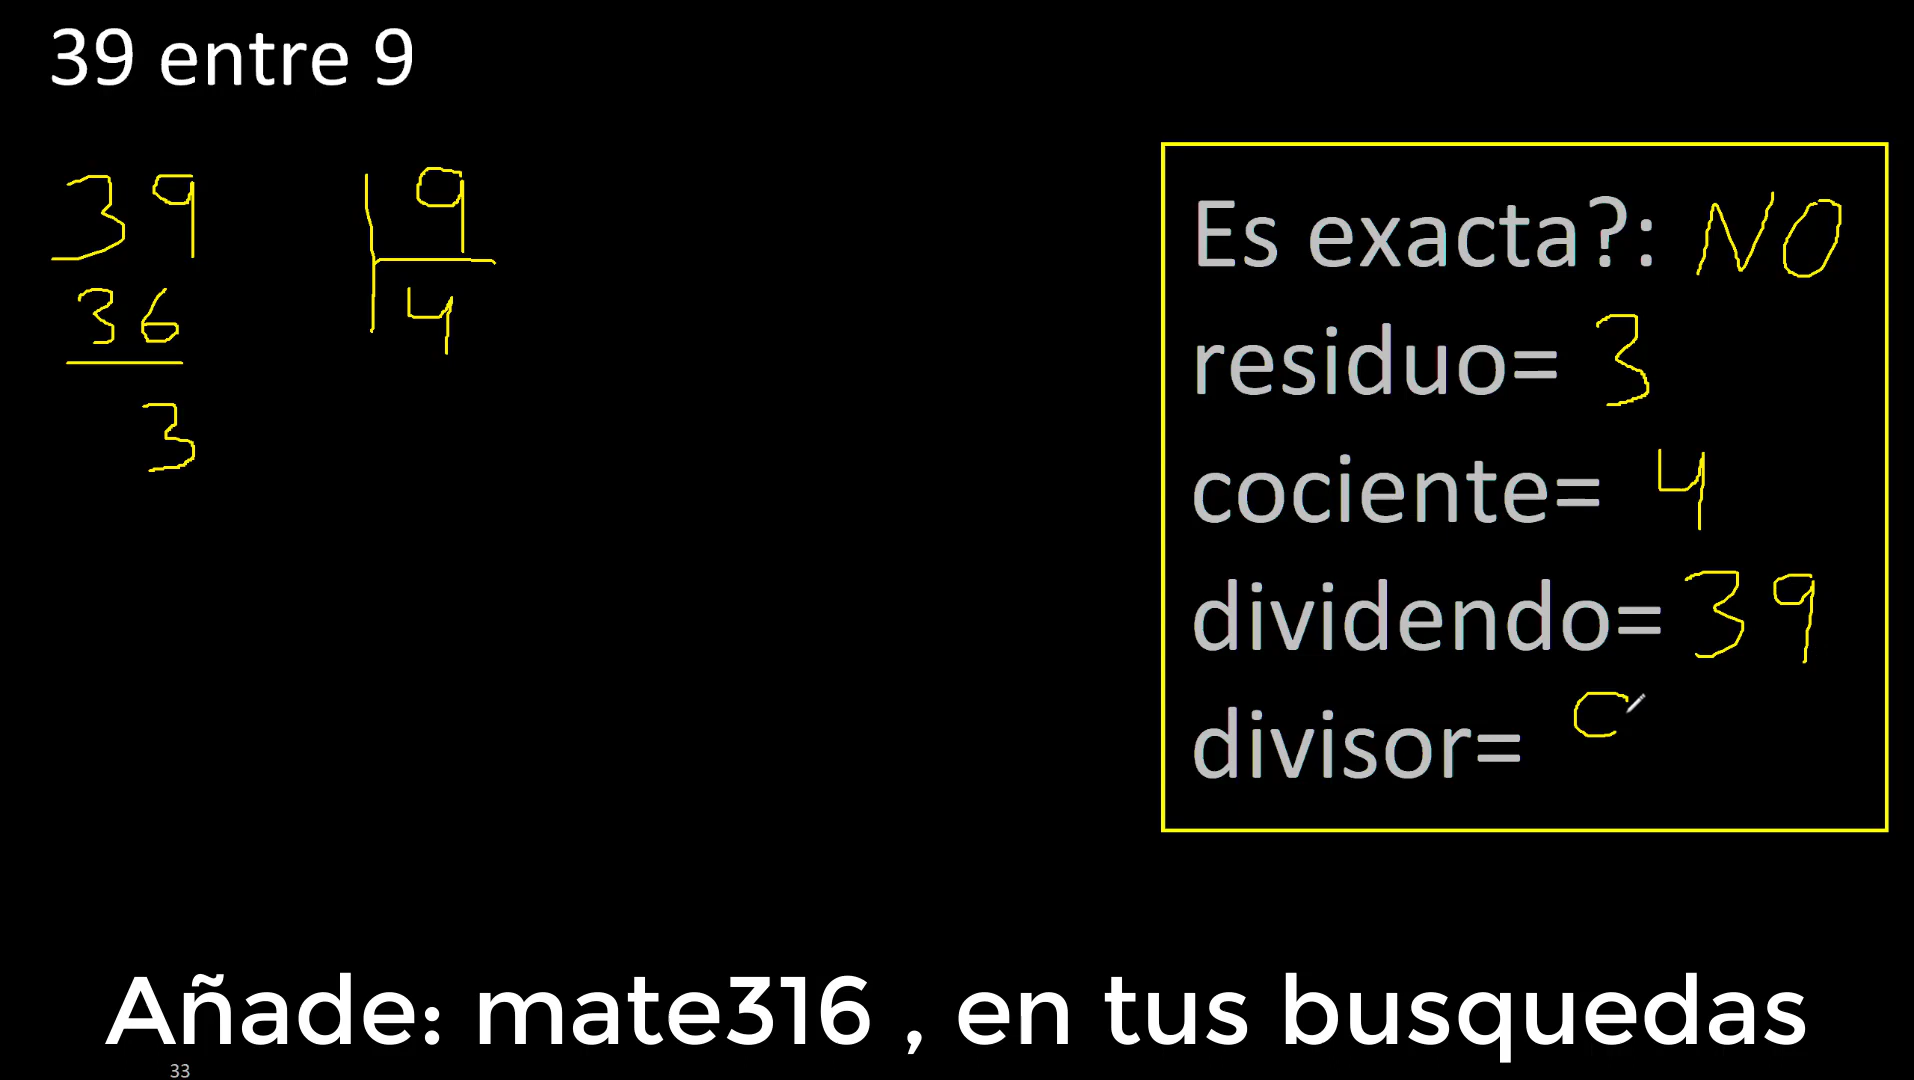 39 entre 9
39 9
36 4
3
Es exacta?: NO
residuo= 3
cociente= 4
dividendo= 39
divisor=
Añade: mate316 , en tus busquedas
33